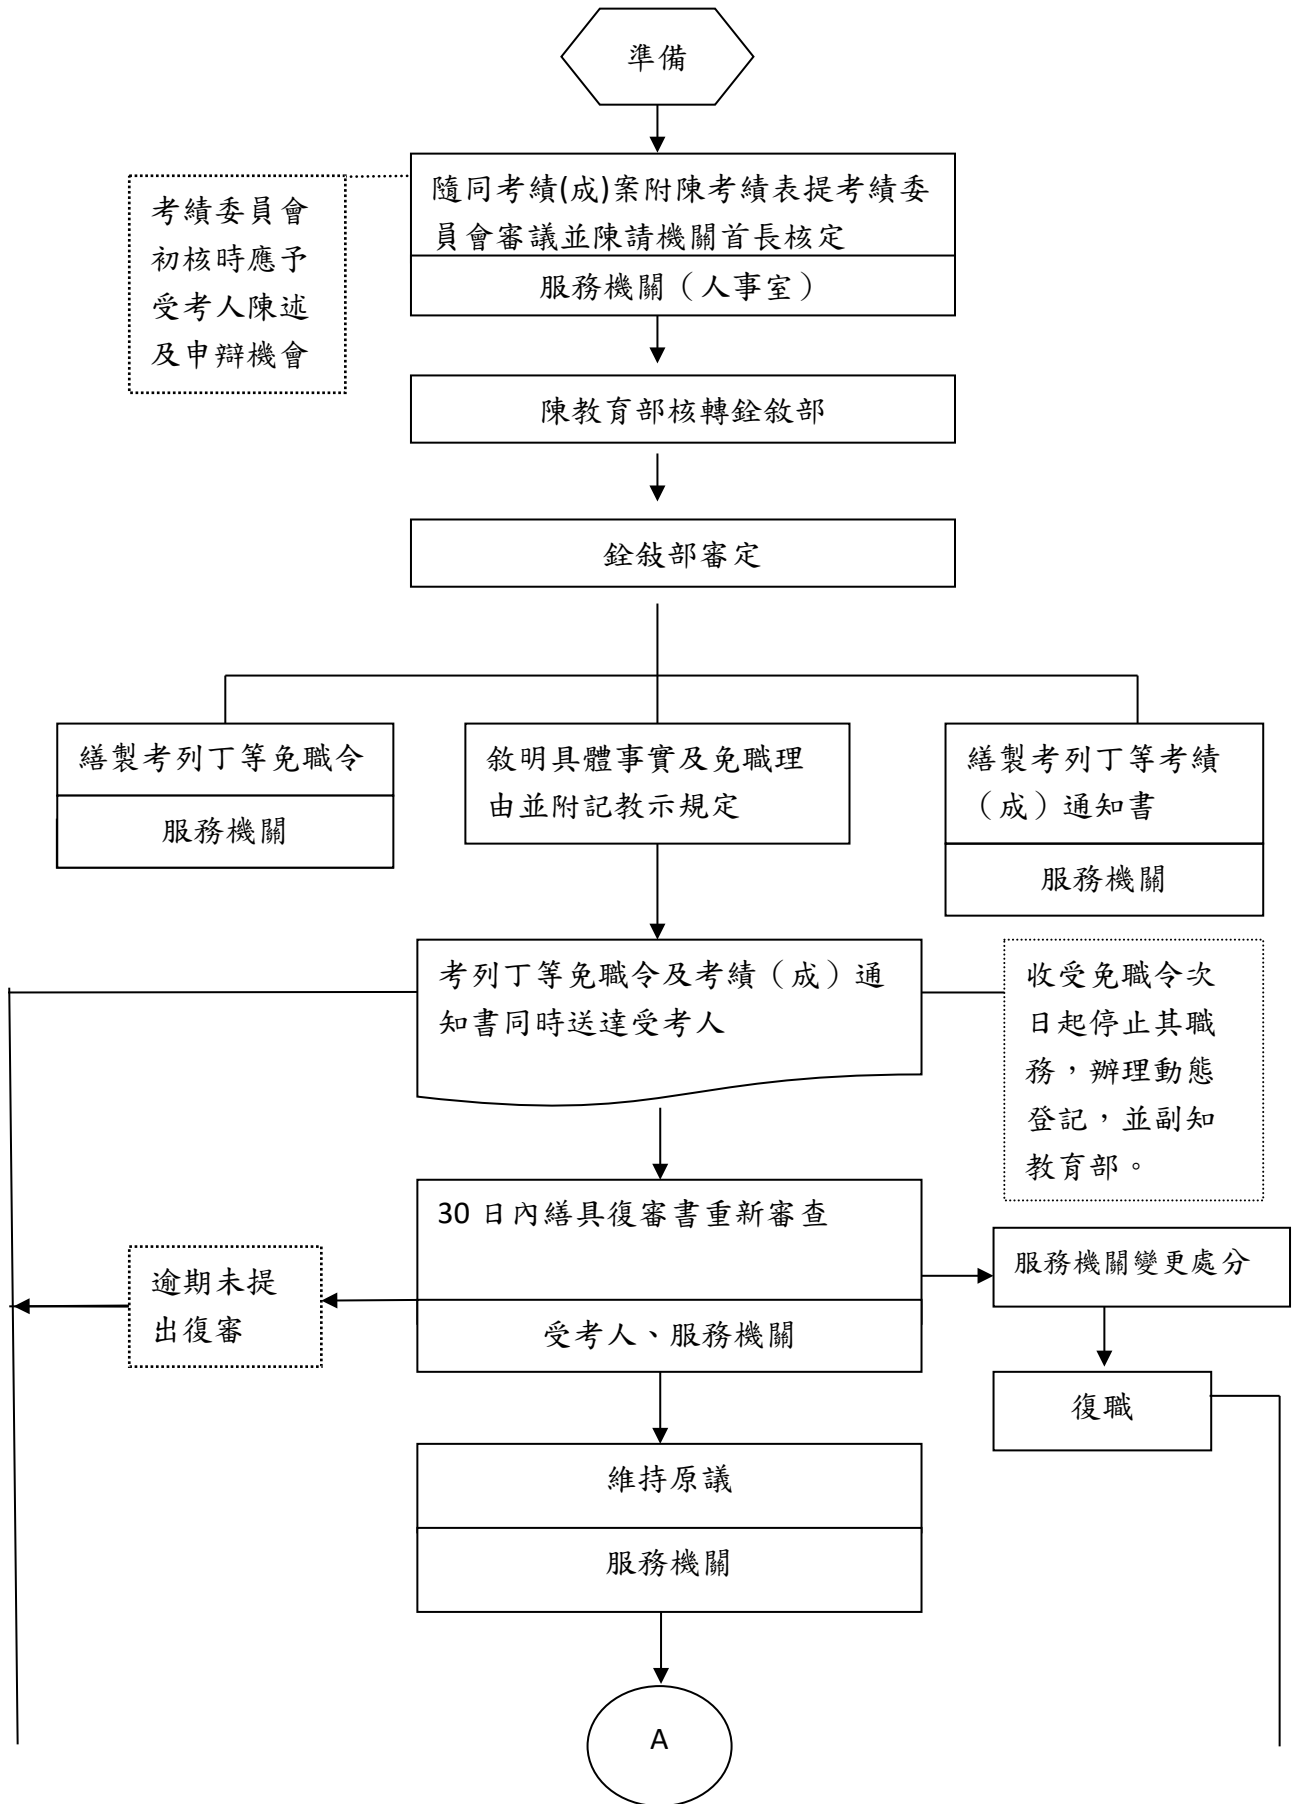 準備
隨同考績(成)案附陳考績表提考績委
員會審議並陳請機關首長核定
服務機關（人事室）
考績委員會
初核時應予
受考人陳述
及申辯機會
陳教育部核轉銓敘部
銓敍部審定
繕製考列丁等免職令
服務機關
敘明具體事實及免職理
由並附記教示規定
繕製考列丁等考績
（成）通知書
服務機關
考列丁等免職令及考績（成）通
知書同時送達受考人
收受免職令次
日起停止其職
務，辦理動態
登記，並副知
教育部。
30 日內繕具復審書重新審查
受考人、服務機關
逾期未提
出復審
服務機關變更處分
復職
維持原議
服務機關
A